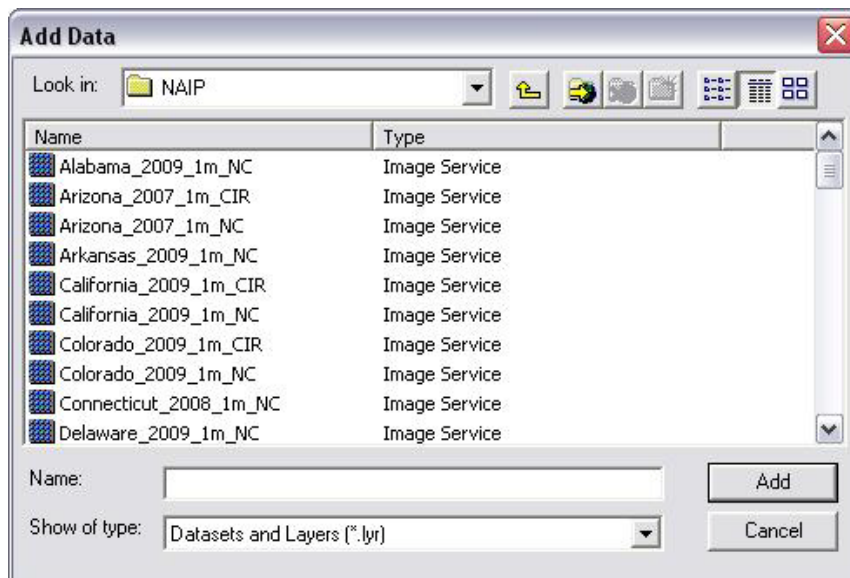 Add Data
Look in: NAIP
Name Type
Alabama_2009_1m_NC Image Service
Arizona_2007_1m_CIR Image Service
Arizona_2007_1m_NC Image Service
Arkansas_2009_1m_NC Image Service
California_2009_1m_CIR Image Service
California_2009_1m_NC Image Service
Colorado_2009_1m_CIR Image Service
Colorado_2009_1m_NC Image Service
Connecticut_2008_1m_NC Image Service
Delaware_2009_1m_NC Image Service
Name: Add
Show of type: Datasets and Layers (*.lyr) Cancel